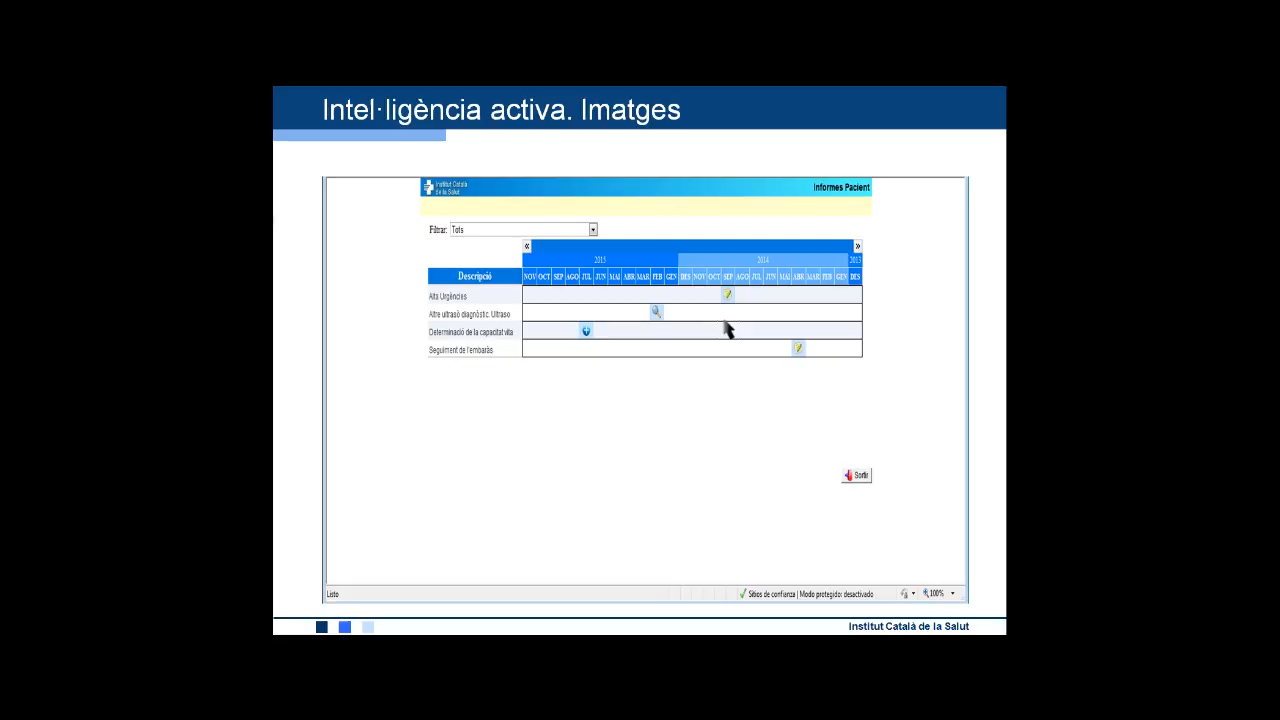 Intel·ligència activa. Imatges
Institut Català
de la Salut
Informes Pacient
Filtrar: Tots
« »
2015 2014 2013
Descripció NOV OCT SEP AGO JUL JUN MAI ABR MAR FEB GEN DES NOV OCT SEP AGO JUL JUN MAI ABR MAR FEB GEN DES
Alta Urgències
Altre ultrasò diagnòstic. Ultraso
Determinació de la capacitat vita
Seguiment de l'embaràs
Sortir
Listo Sitios de confianza | Modo protegido: desactivado 100%
Institut Català de la Salut